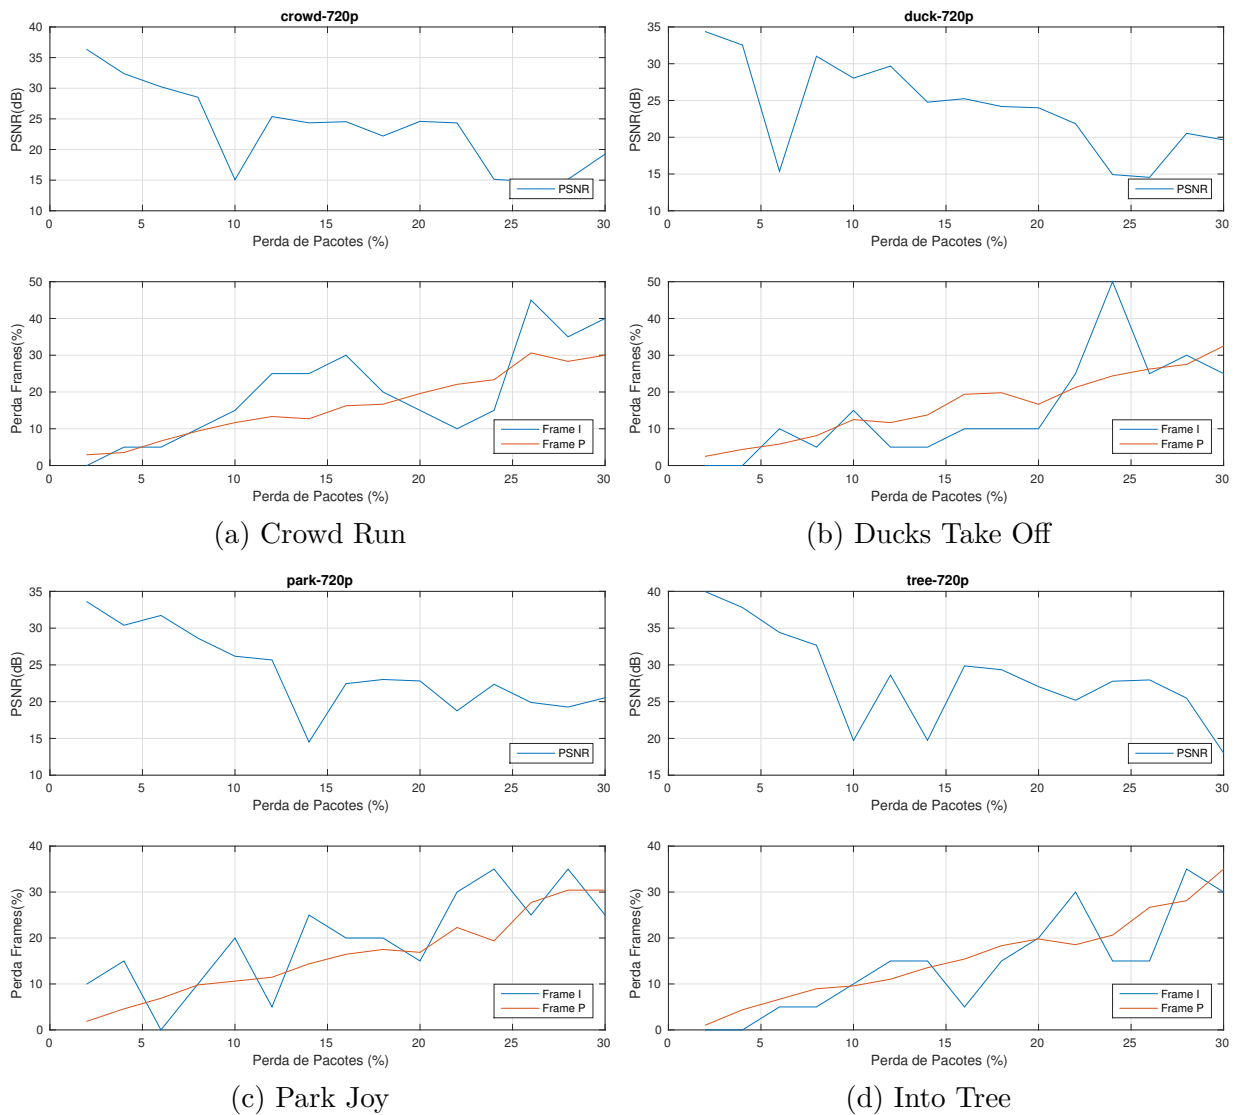 crowd-720p
40
35
30
25
20
15
10
PSNR(dB)
PSNR
0 5 10 15 20 25 30
Perda de Pacotes (%)
50
40
30
20
10
0
Perda Frames(%)
Frame I
Frame P
0 5 10 15 20 25 30
Perda de Pacotes (%)
(a) Crowd Run
duck-720p
35
30
25
20
15
10
PSNR(dB)
PSNR
0 5 10 15 20 25 30
Perda de Pacotes (%)
50
40
30
20
10
0
Perda Frames(%)
Frame I
Frame P
0 5 10 15 20 25 30
Perda de Pacotes (%)
(b) Ducks Take Off
park-720p
35
30
25
20
15
10
PSNR(dB)
PSNR
0 5 10 15 20 25 30
Perda de Pacotes (%)
40
30
20
10
0
Perda Frames(%)
Frame I
Frame P
0 5 10 15 20 25 30
Perda de Pacotes (%)
(c) Park Joy
tree-720p
40
35
30
25
20
15
PSNR(dB)
PSNR
0 5 10 15 20 25 30
Perda de Pacotes (%)
40
30
20
10
0
Perda Frames(%)
Frame I
Frame P
0 5 10 15 20 25 30
Perda de Pacotes (%)
(d) Into Tree